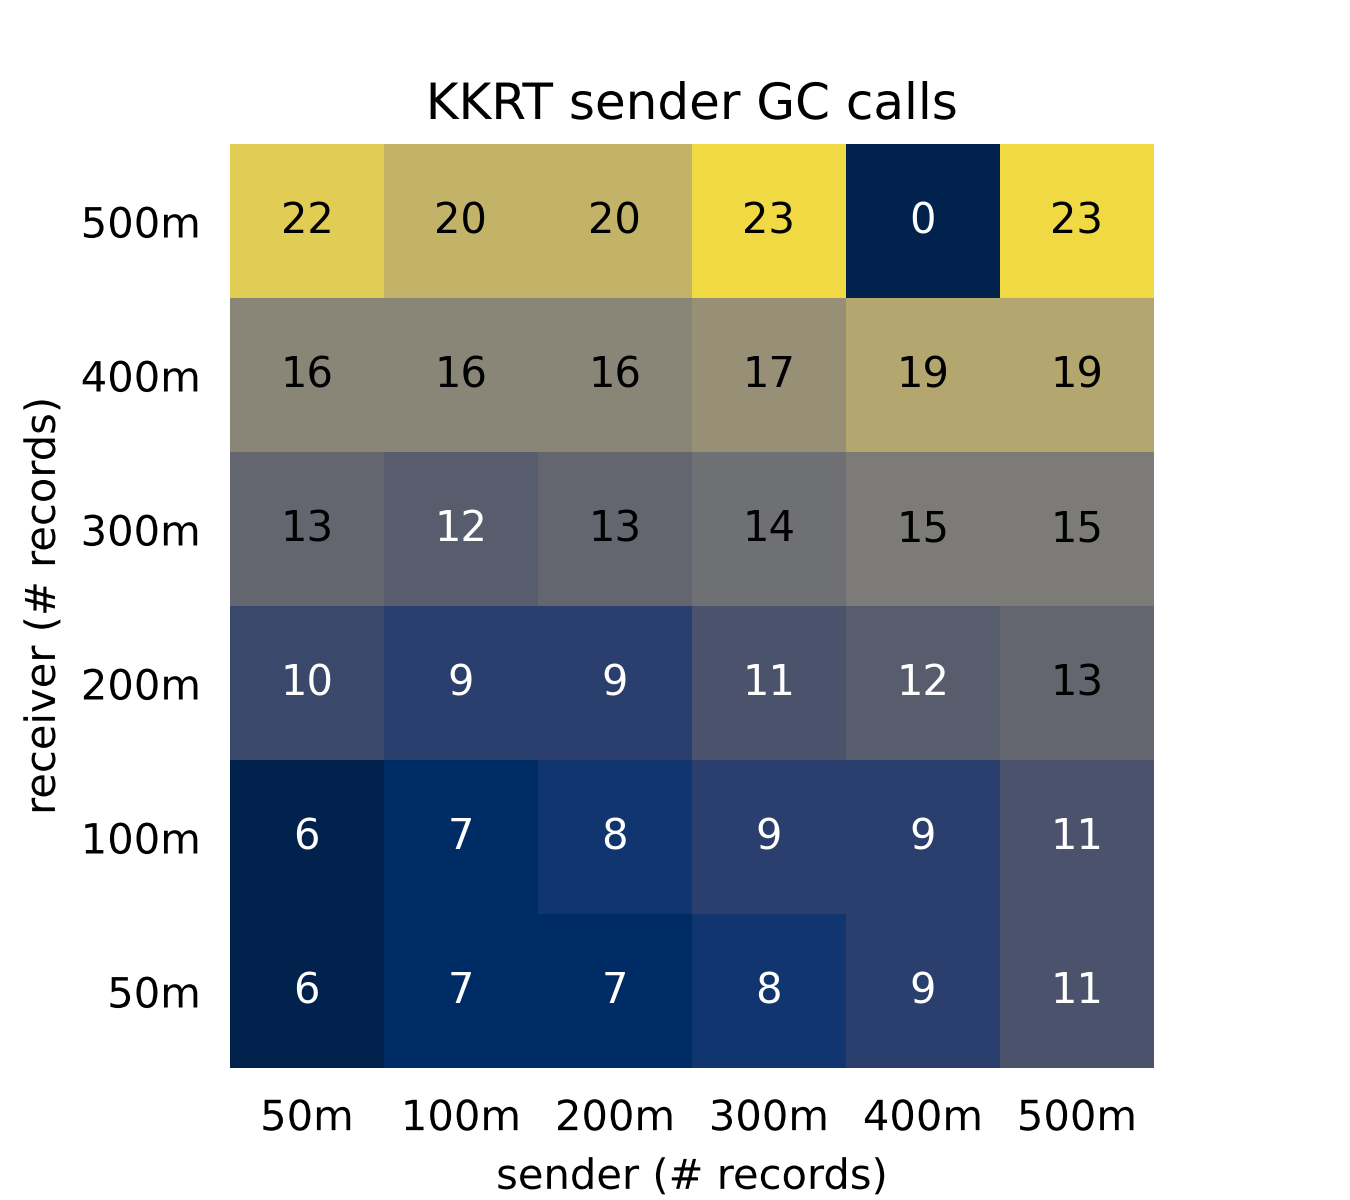 KKRT sender GC calls
500m 22 20 20 23 0 23
400m 16 16 16 17 19 19
300m 13 12 13 14 15 15
200m 10 9 9 11 12 13
100m 6 7 8 9 9 11
50m 6 7 7 8 9 11
receiver (# records)
50m 100m 200m 300m 400m 500m
sender (# records)